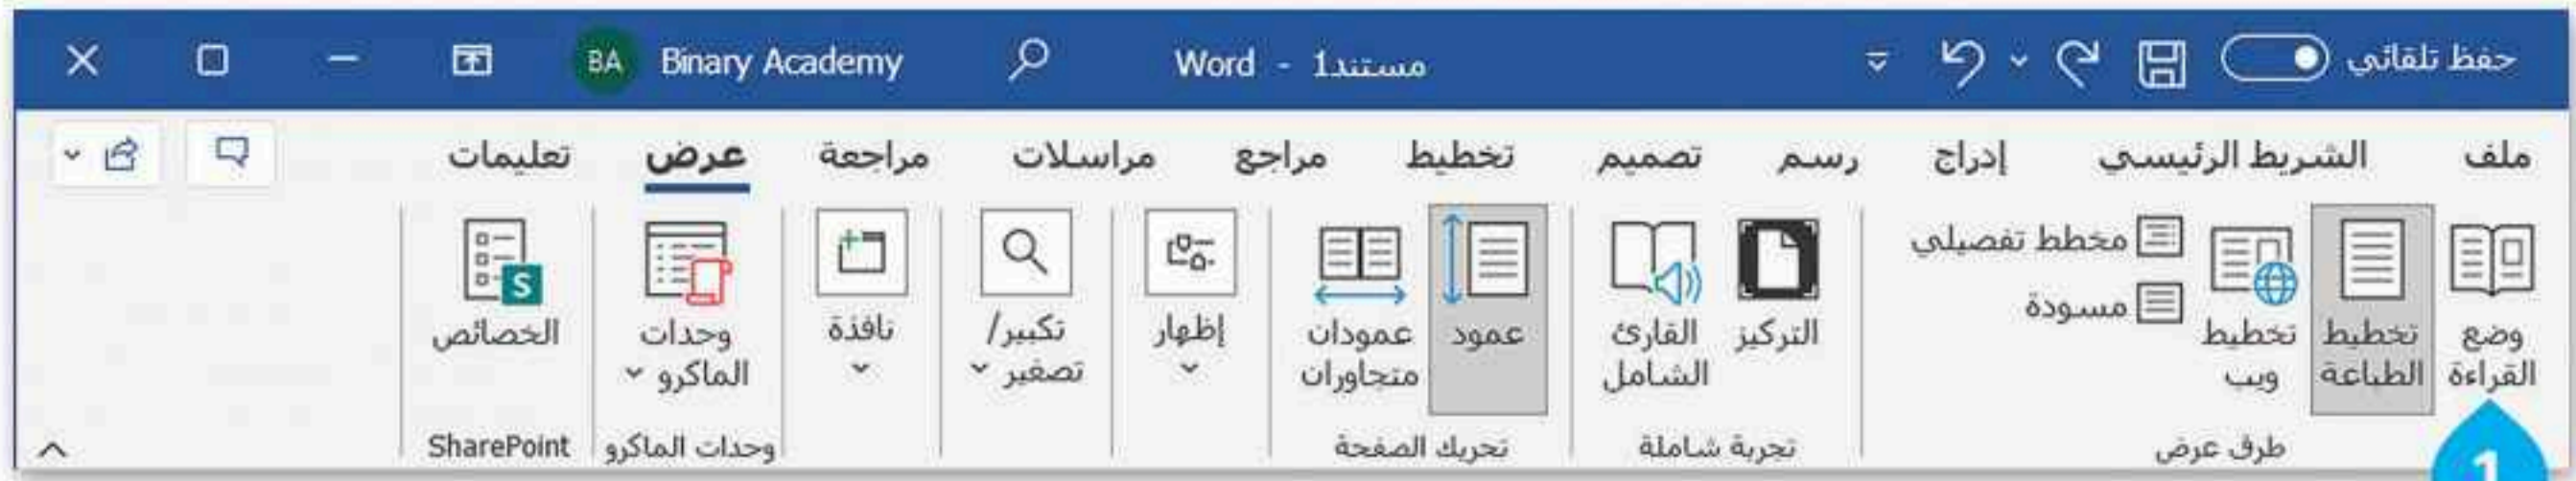 حفظ تلقائي
مستند1 - Word
Binary Academy BA
ملف الشريط الرئيسي إدراج رسم تصميم تخطيط مراجع مراسلات مراجعة عرض تعليمات
وضع القراءة
تخطيط الطباعة
تخطيط ويب
مخطط تفصيلي
مسودة
طرق عرض
التركيز
القارئ الشامل
تجربة شاملة
عمود
عمودان متجاوران
تحريك الصفحة
إظهار
تكبير/ تصغير
نافذة
وحدات الماكرو
وحدات الماكرو
الخصائص
S
SharePoint
1